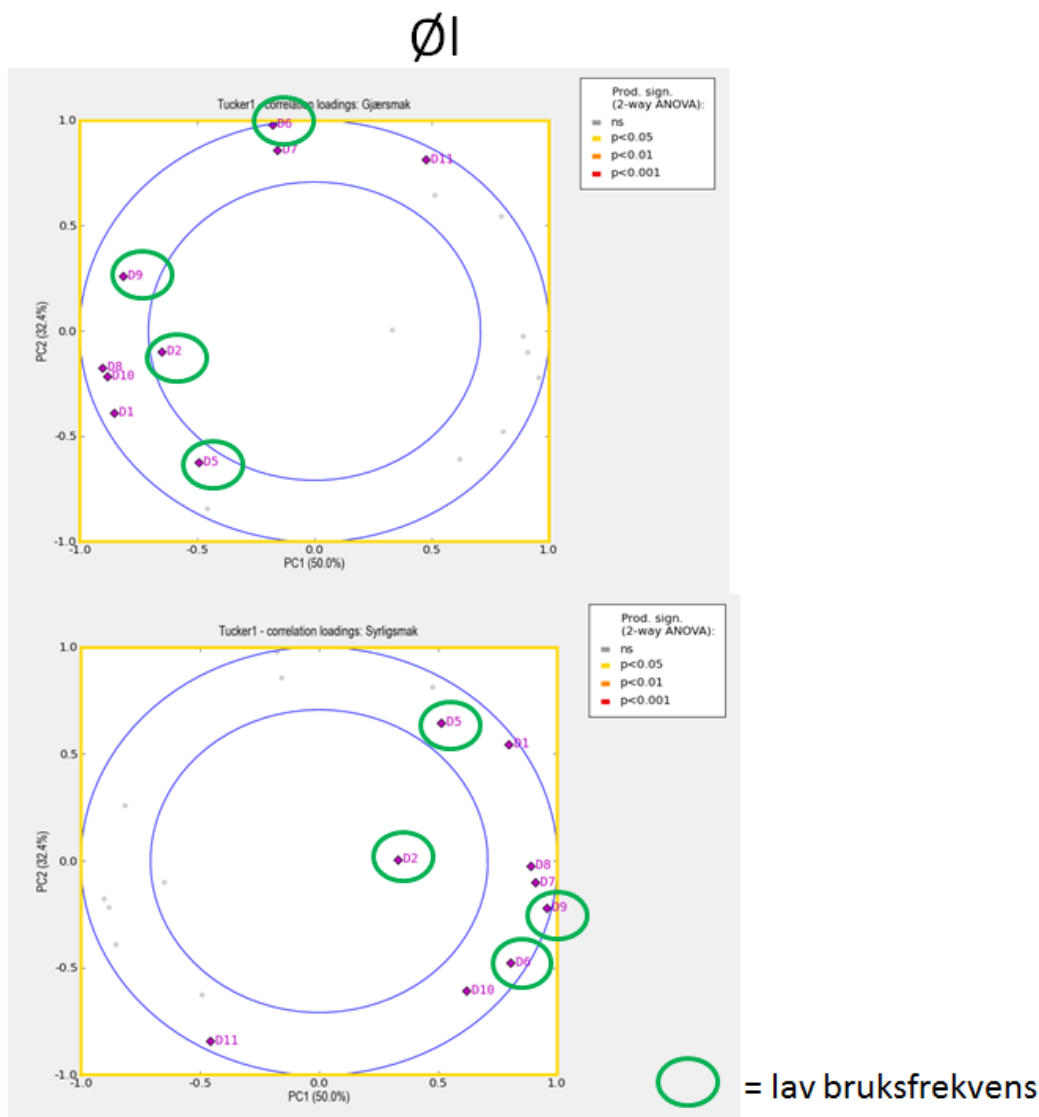 Øl
Tucker1 - correlation loadings: Gjærsmak
Prod. sign.
(2-way ANOVA):
ns
p<0.05
p<0.01
p<0.001
1.0
0.5
0.0
-0.5
-1.0
PC2 (32.4%)
D6
D7
D11
D9
D2
D8
D10
D1
D5
-1.0
-0.5
0.0
0.5
1.0
PC1 (50.0%)
Tucker1 - correlation loadings: Syrligsmak
Prod. sign.
(2-way ANOVA):
ns
p<0.05
p<0.01
p<0.001
1.0
0.5
0.0
-0.5
-1.0
PC2 (32.4%)
D5
D1
D2
D8
D7
D9
D6
D10
D11
-1.0
-0.5
0.0
0.5
1.0
PC1 (50.0%)
= lav bruksfrekvens